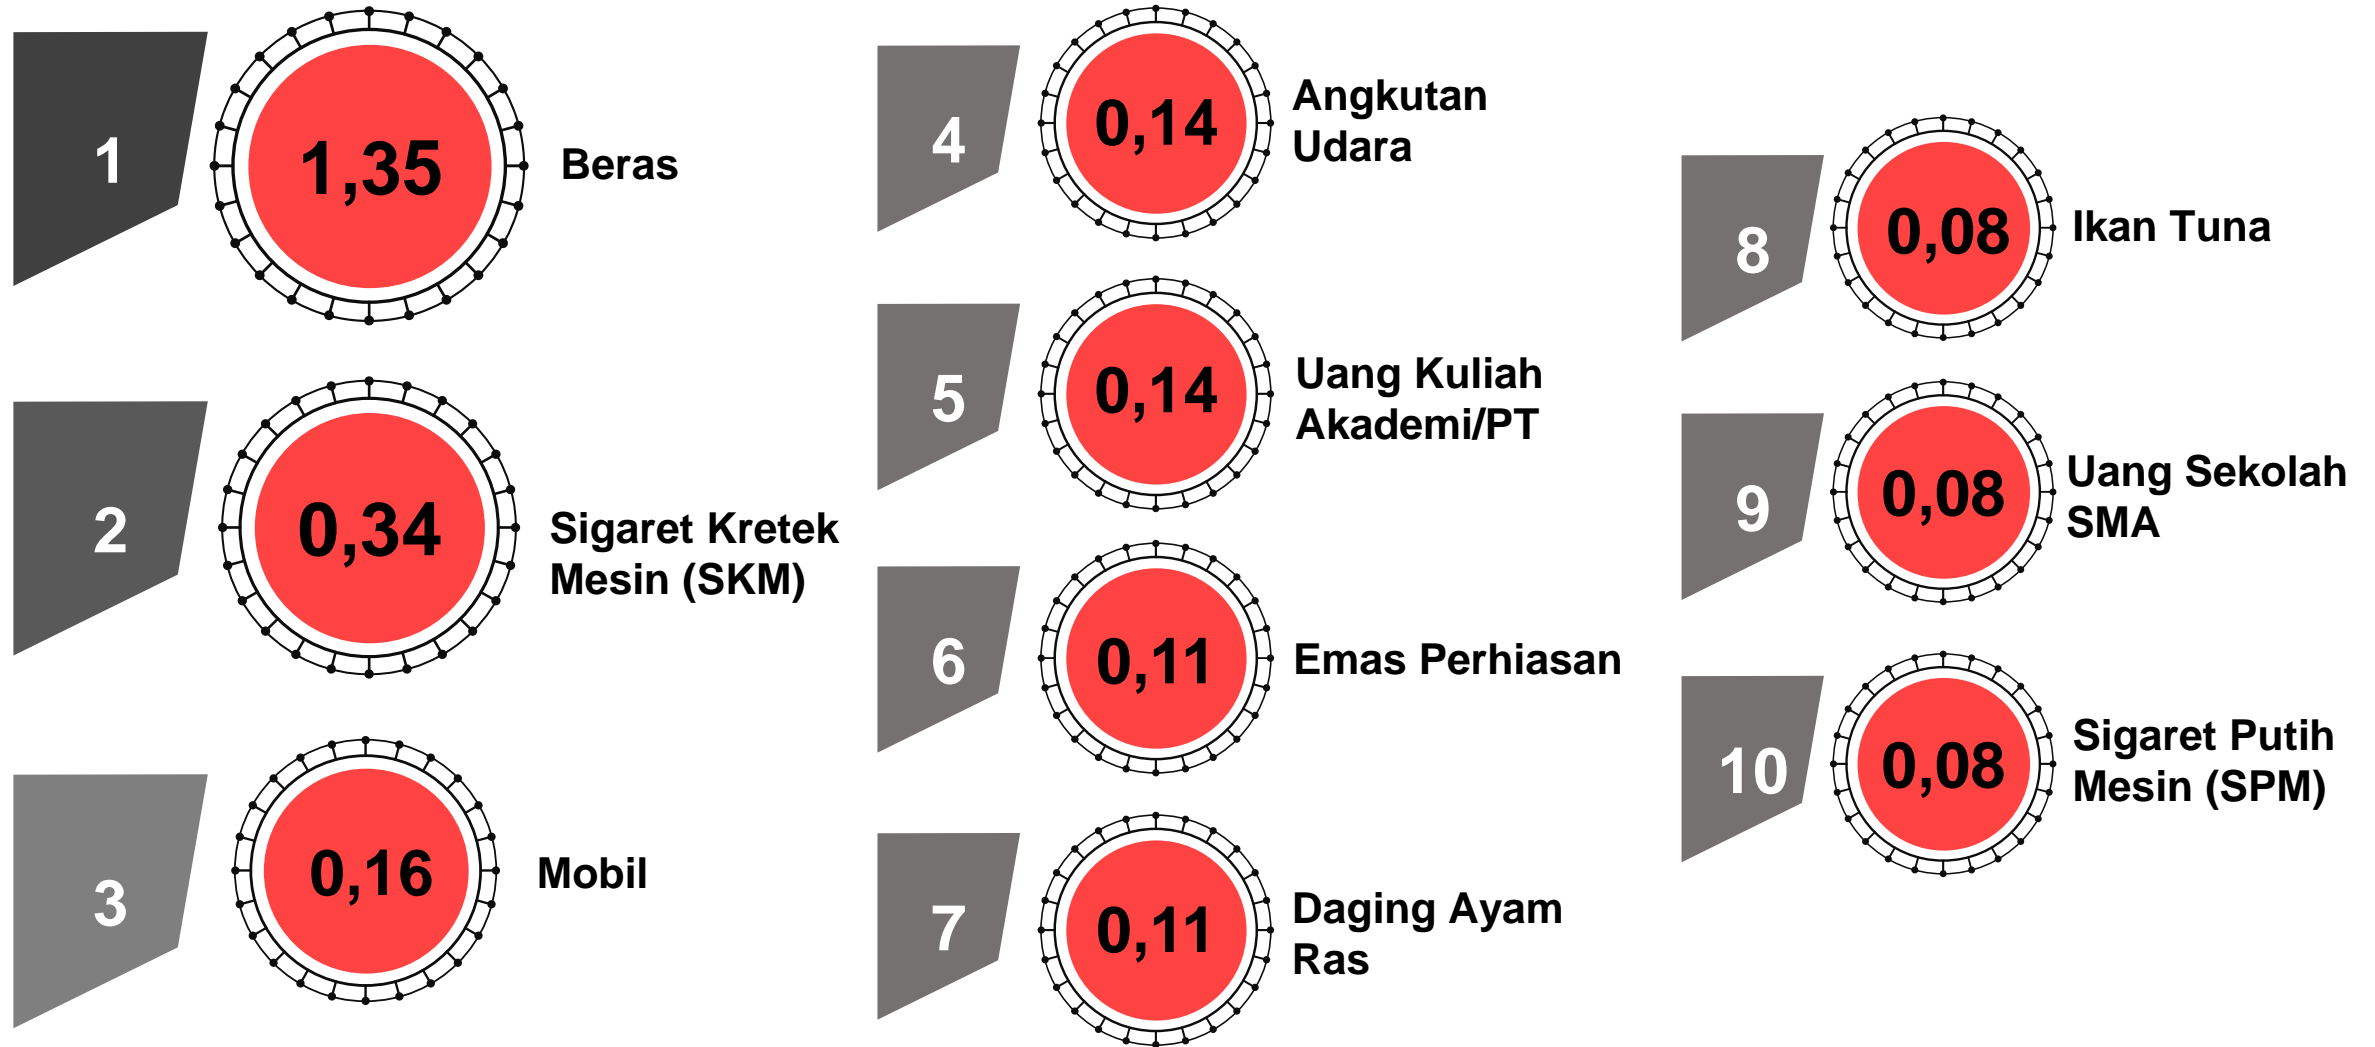 1
1,35
Beras
2
0,34
Sigaret Kretek
Mesin (SKM)
3
0,16
Mobil
4
0,14
Angkutan
Udara
5
0,14
Uang Kuliah
Akademi/PT
6
0,11
Emas Perhiasan
7
0,11
Daging Ayam
Ras
8
0,08
Ikan Tuna
9
0,08
Uang Sekolah
SMA
10
0,08
Sigaret Putih
Mesin (SPM)